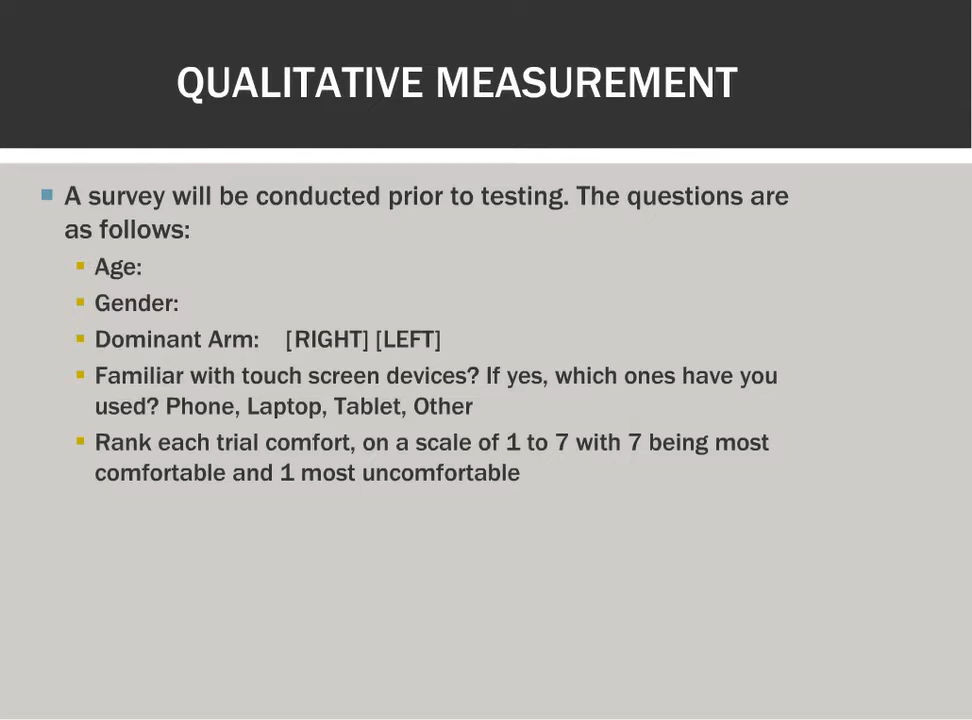 QUALITATIVE MEASUREMENT
A survey will be conducted prior to testing. The questions are
as follows:
Age:
Gender:
Dominant Arm: [RIGHT] [LEFT]
Familiar with touch screen devices? If yes, which ones have you
used? Phone, Laptop, Tablet, Other
Rank each trial comfort, on a scale of 1 to 7 with 7 being most
comfortable and 1 most uncomfortable